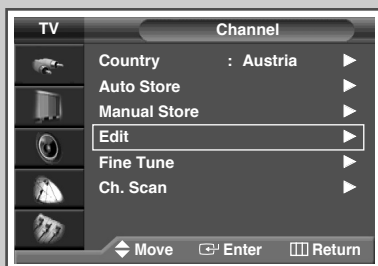 TV Channel
Country : Austria
Auto Store
Manual Store
Edit
Fine Tune
Ch. Scan
Move Enter Return